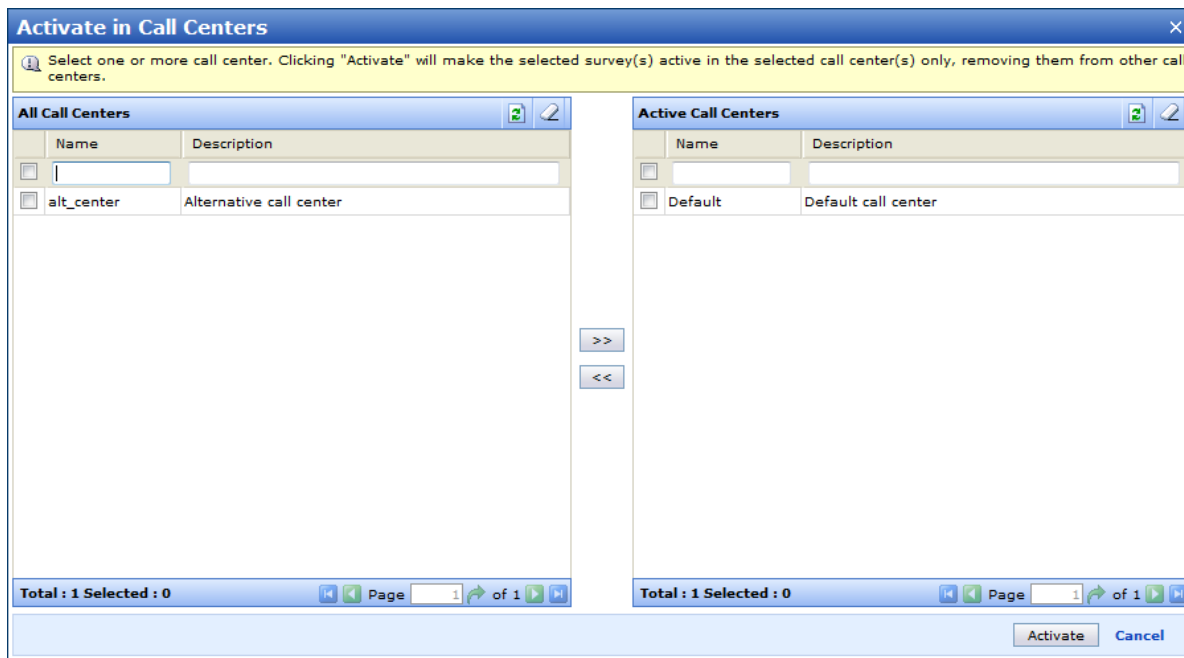 Activate in Call Centers
Select one or more call center. Clicking "Activate" will make the selected survey(s) active in the selected call center(s) only, removing them from other call
centers.
All Call Centers
Name Description
alt_center Alternative call center
Total : 1 Selected : 0 Page 1 of 1
>>
<<
Active Call Centers
Name Description
Default Default call center
Total : 1 Selected : 0 Page 1 of 1
Activate Cancel